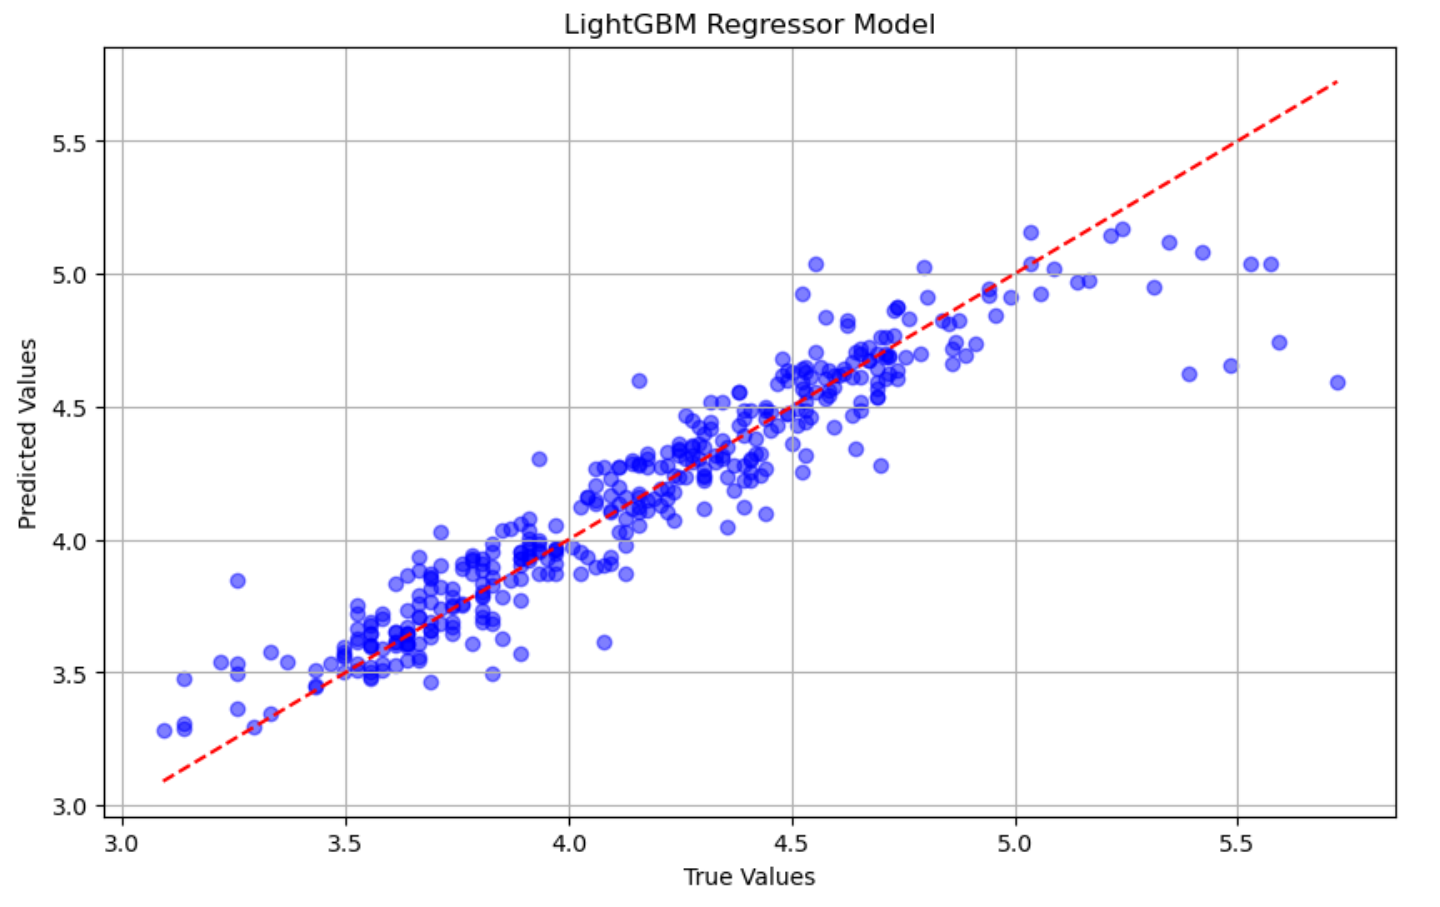 LightGBM Regressor Model
5.5
5.0
4.5
4.0
3.5
3.0
Predicted Values
3.0 3.5 4.0 4.5 5.0 5.5
True Values